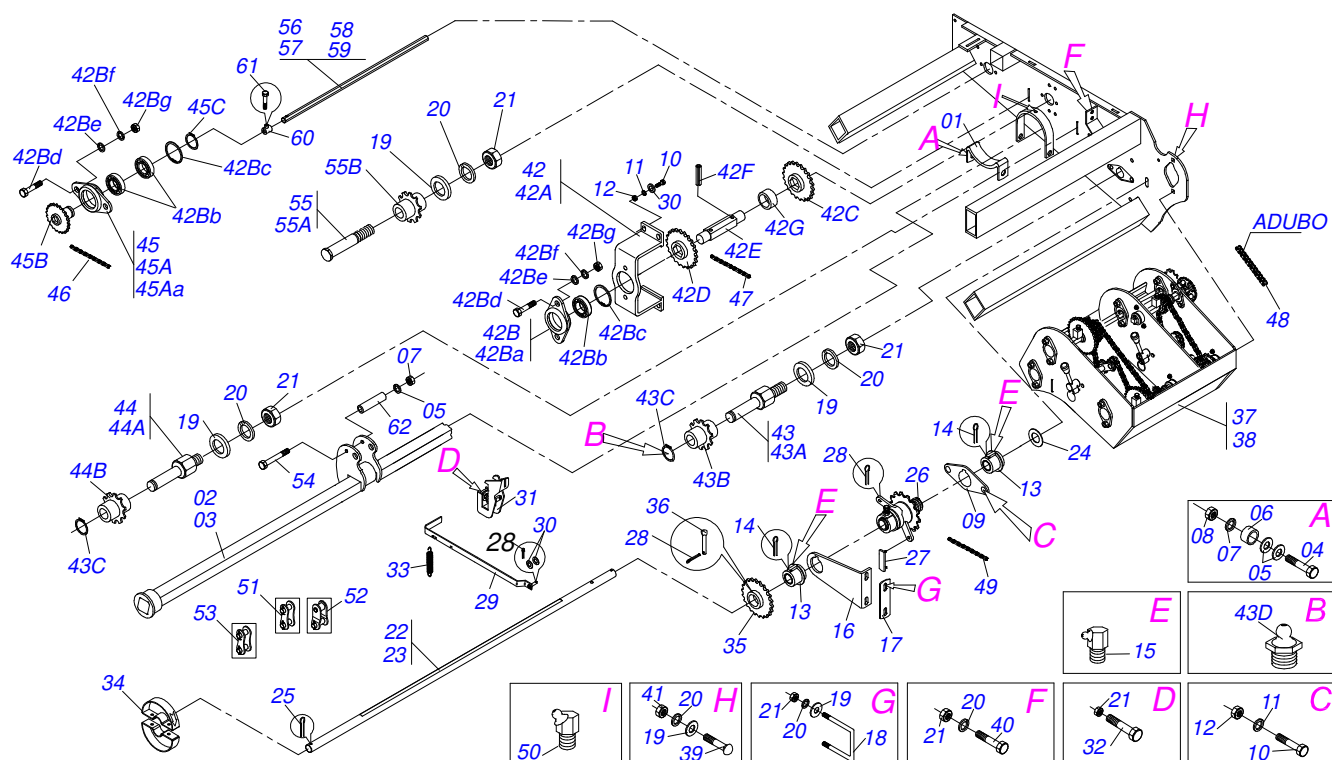 56 58
57 59
61
42Bf
42Bg
45C
42Be
42Bd
60
42Bc
42Bb
45B
45
45A
45Aa
46
21
20
19
55B
55
55A
42
42A
12
11
10
30
42F
42G
42C
42E
42D
47
42Bg
42Bf
42Be
42Bd
42Bc
42B
42Ba
42Bb
F
I
01
A
H
ADUBO
48
37
38
07
05
62
21
20
19
44
44A
44B
43C
54
02
03
D
31
30
28
29
33
51
52
53
22
23
34
25
21
20
19
43C
B
43B
43
43A
E
14
13
24
28
26
09
C
36
28
14
E
13
27
49
G
16
17
35
A
08
07
06
05
04
E
15
B
43D
I
50
H
41
20
19
39
G
21
20
19
18
F
21
20
40
D
21
32
C
12
11
10